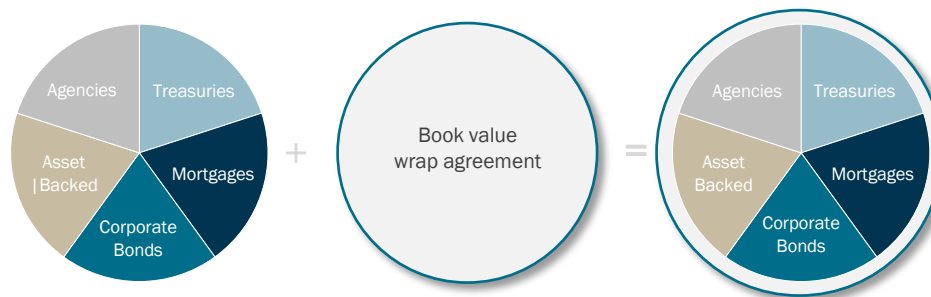 Agencies
Treasuries
Asset
|Backed
Mortgages
Corporate
Bonds
+
Book value
wrap agreement
=
Agencies
Treasuries
Asset
Backed
Mortgages
Corporate
Bonds